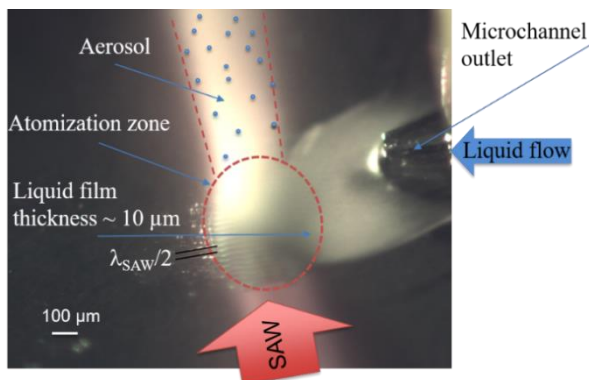 Microchannel
outlet
Aerosol
Atomization zone
Liquid flow
Liquid film
thickness ~ 10 µm
λSAW/2
100 µm
SAW